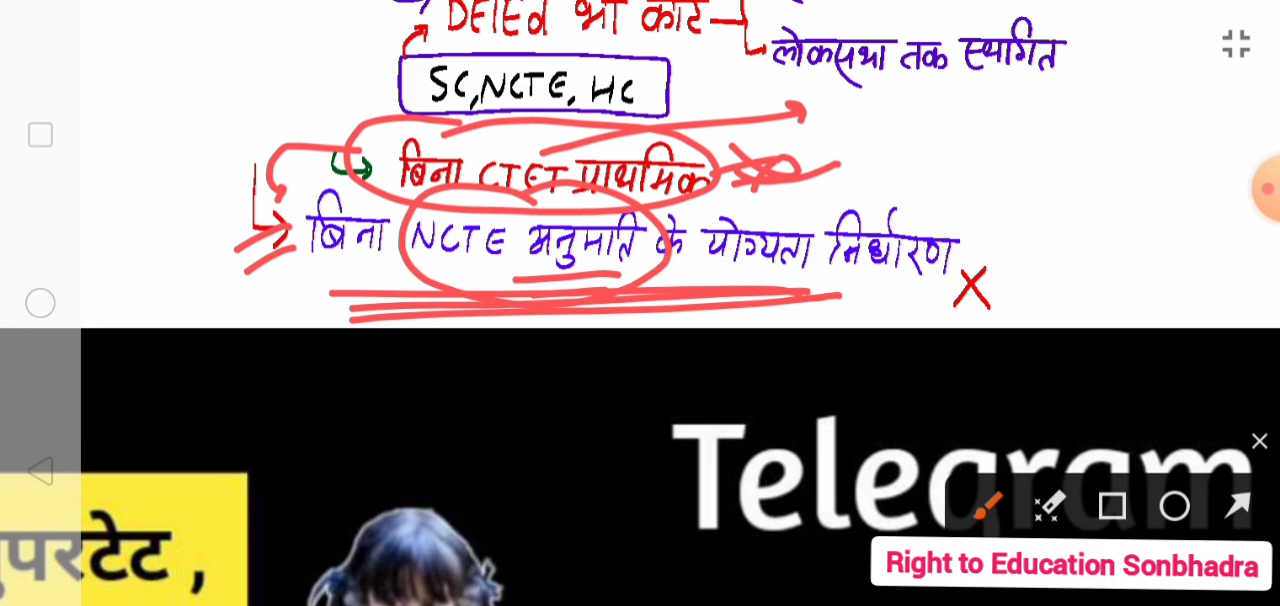 DElEd भी कोर्ट
लोकसभा तक स्थगित
SC,NCTE, HC
बिना CTET प्राथमिक
बिना NCTE अनुमति के योग्यता निर्धारण
Telegram
परटेट ,
Right to Education Sonbhadra